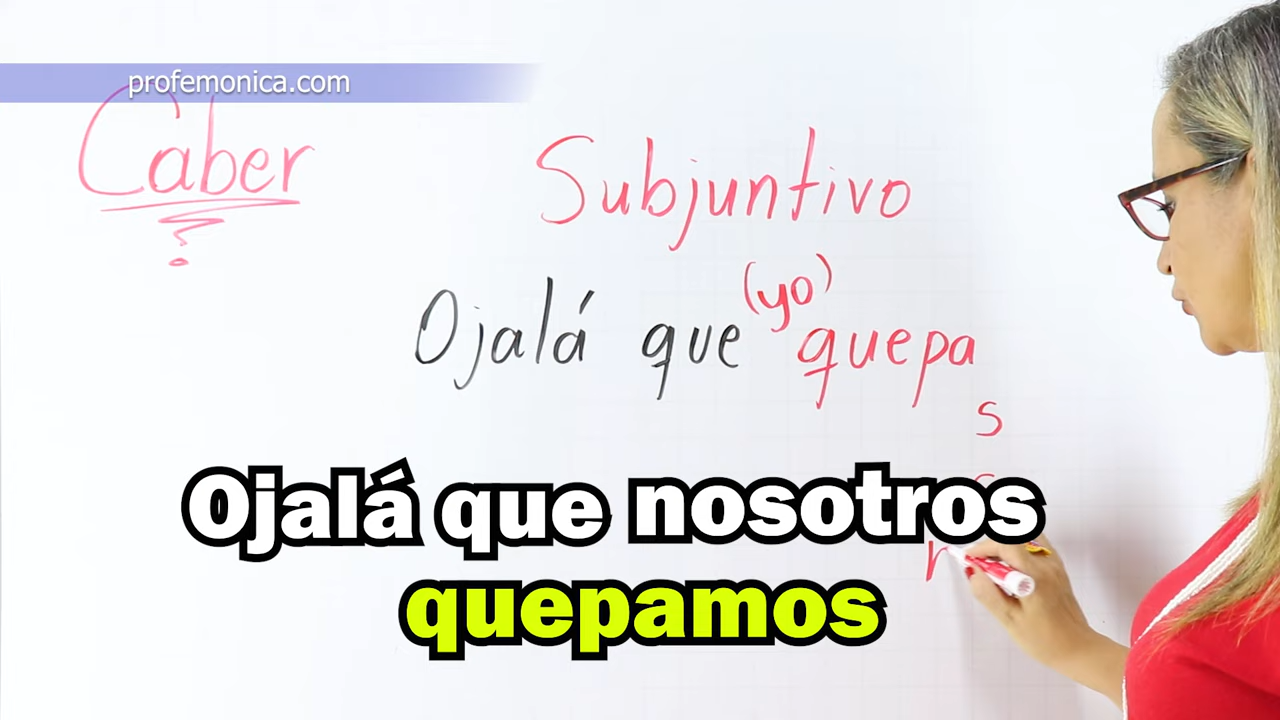 profemonica.com
Caber
Subjuntivo
(yo)
Ojalá que quepa
s
Ojalá que nosotros
quepamos